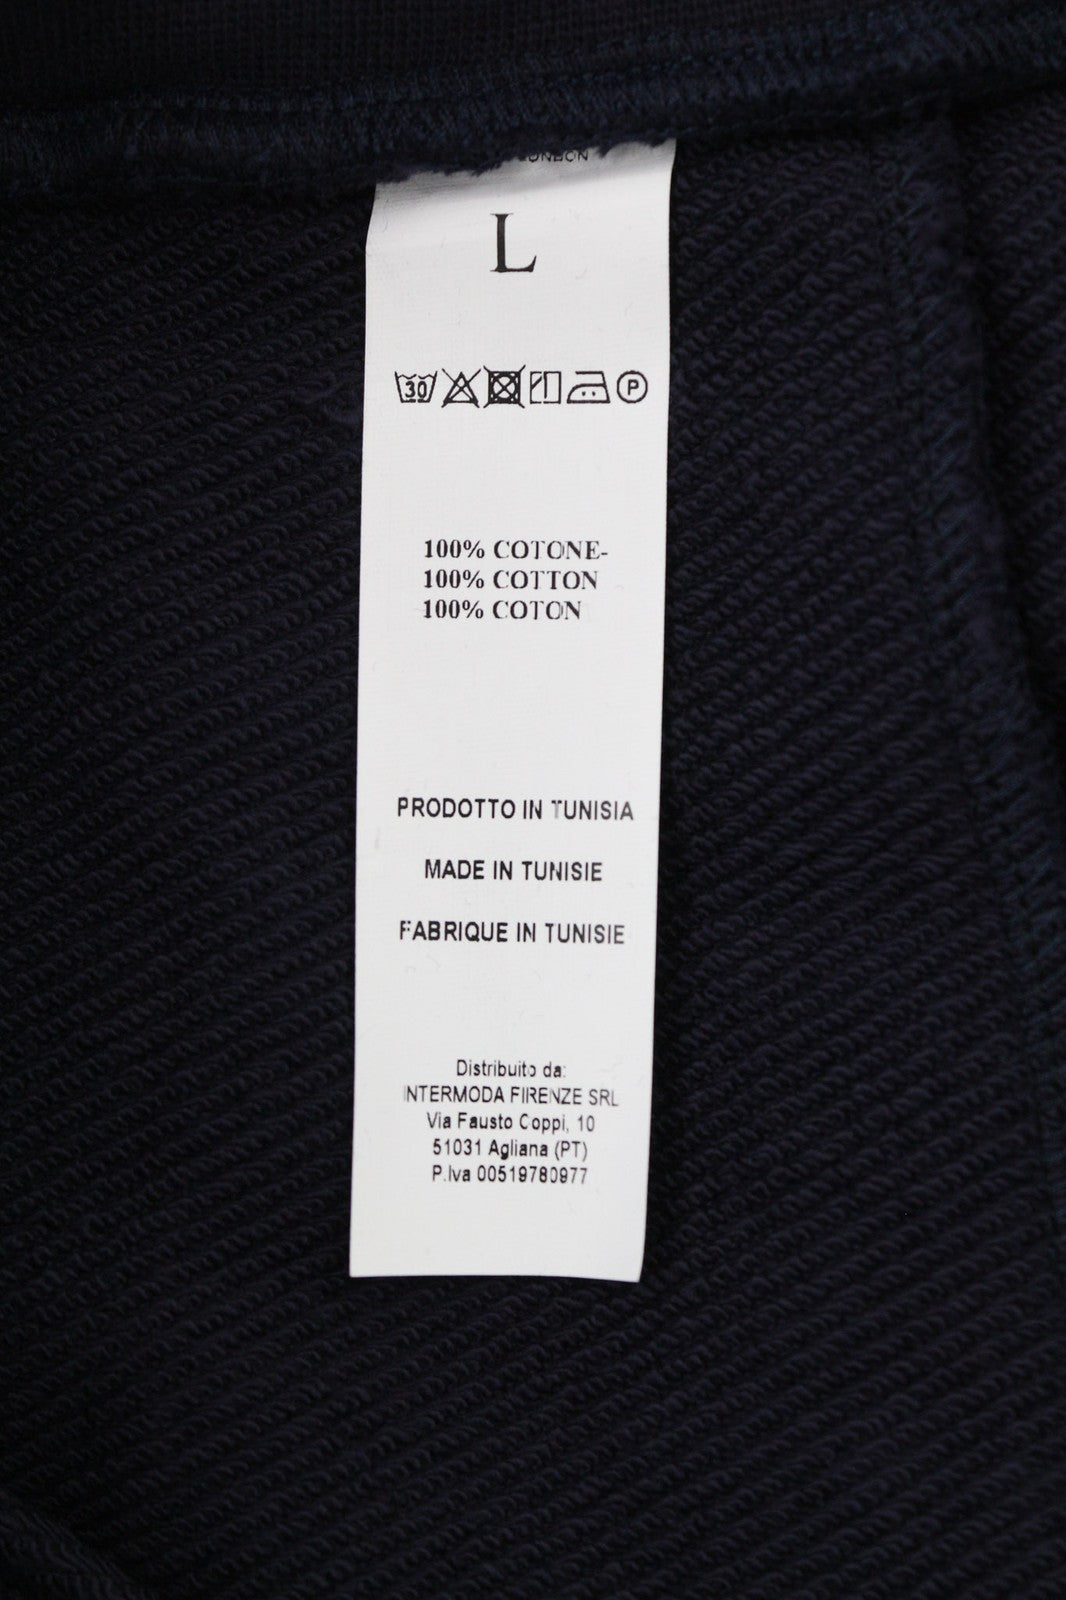 LONDON
L
30 P
100% COTONE-
100% COTTON
100% COTON
PRODOTTO IN TUNISIA
MADE IN TUNISIE
FABRIQUE IN TUNISIE
Distribuito da:
INTERMODA FIRENZE SRL
Via Fausto Coppi, 10
51031 Agliana (PT)
P.Iva 00519780977